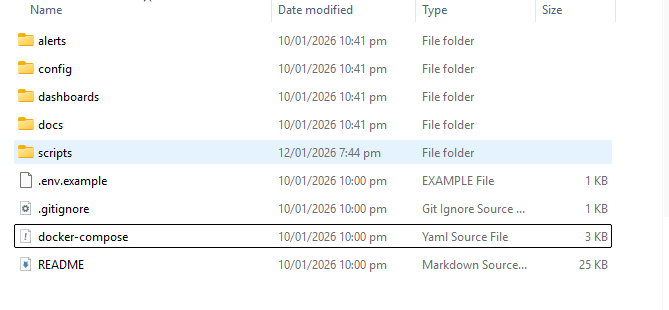 Name Date modified Type Size
alerts 10/01/2026 10:41 pm File folder
config 10/01/2026 10:41 pm File folder
dashboards 10/01/2026 10:41 pm File folder
docs 10/01/2026 10:41 pm File folder
scripts 12/01/2026 7:44 pm File folder
.env.example 10/01/2026 10:00 pm EXAMPLE File 1 KB
.gitignore 10/01/2026 10:00 pm Git Ignore Source ... 1 KB
docker-compose 10/01/2026 10:00 pm Yaml Source File 3 KB
README 10/01/2026 10:00 pm Markdown Source... 25 KB